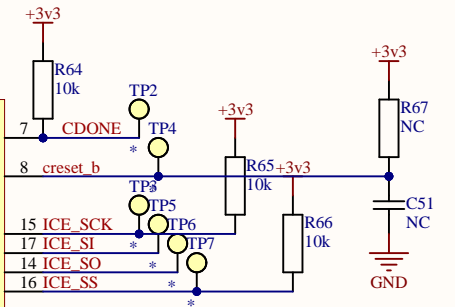 +3v3
R64
10k
TP2
7 CDONE
*
TP4
+3v3
+3v3
R67
NC
8 creset_b
R65
10k
+3v3
*
TP3
TP5
15 ICE_SCK
TP6
17 ICE_SI
*
TP7
14 ICE_SO
*
16 ICE_SS
*
R66
10k
C51
NC
GND